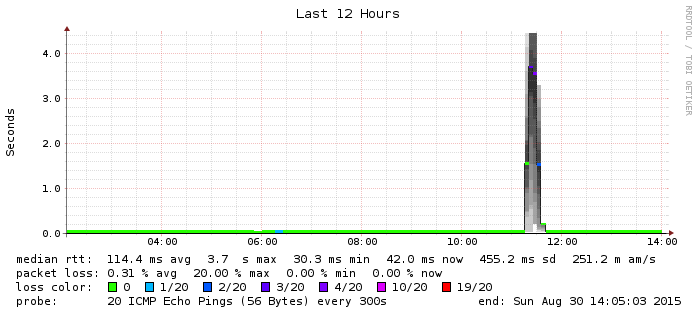 Last 12 Hours
RRDTOOL / TOBI OETIKER
Seconds
4.0
3.0
2.0
1.0
0.0
04:00 06:00 08:00 10:00 12:00 14:00
median rtt: 114.4 ms avg 3.7 s max 30.3 ms min 42.0 ms now 455.2 ms sd 251.2 m am/s
packet loss: 0.31 % avg 20.00 % max 0.00 % min 0.00 % now
loss color: 0 1/20 2/20 3/20 4/20 10/20 19/20
probe: 20 ICMP Echo Pings (56 Bytes) every 300s end: Sun Aug 30 14:05:03 2015